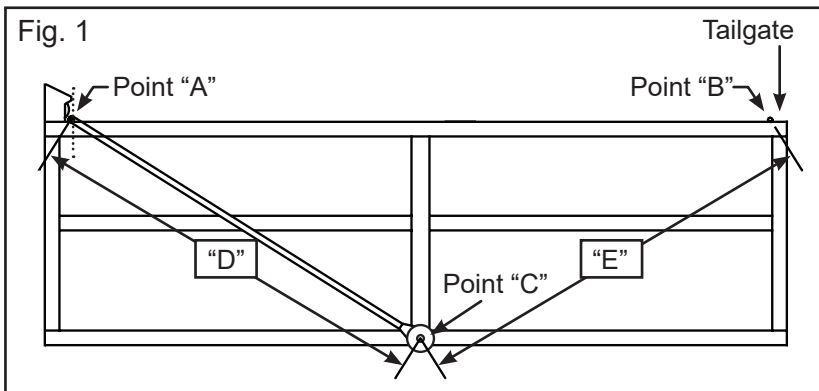 Fig. 1
Tailgate
Point “A”
Point “B”
“D”
“E”
Point “C”